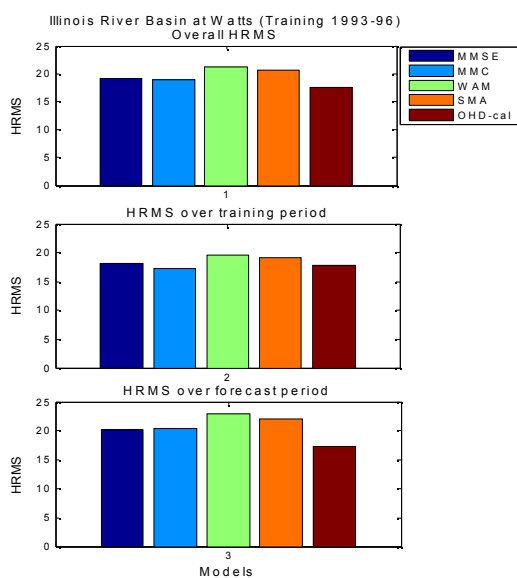 Illinois River Basin at Watts (Training 1993-96)
Overall HRMS
25
20
15
10
5
0
HRMS
1
MMSE
MMC
WAM
SMA
OHD-cal
HRMS over training period
25
20
15
10
5
0
HRMS
2
HRMS over forecast period
25
20
15
10
5
0
HRMS
3
Models